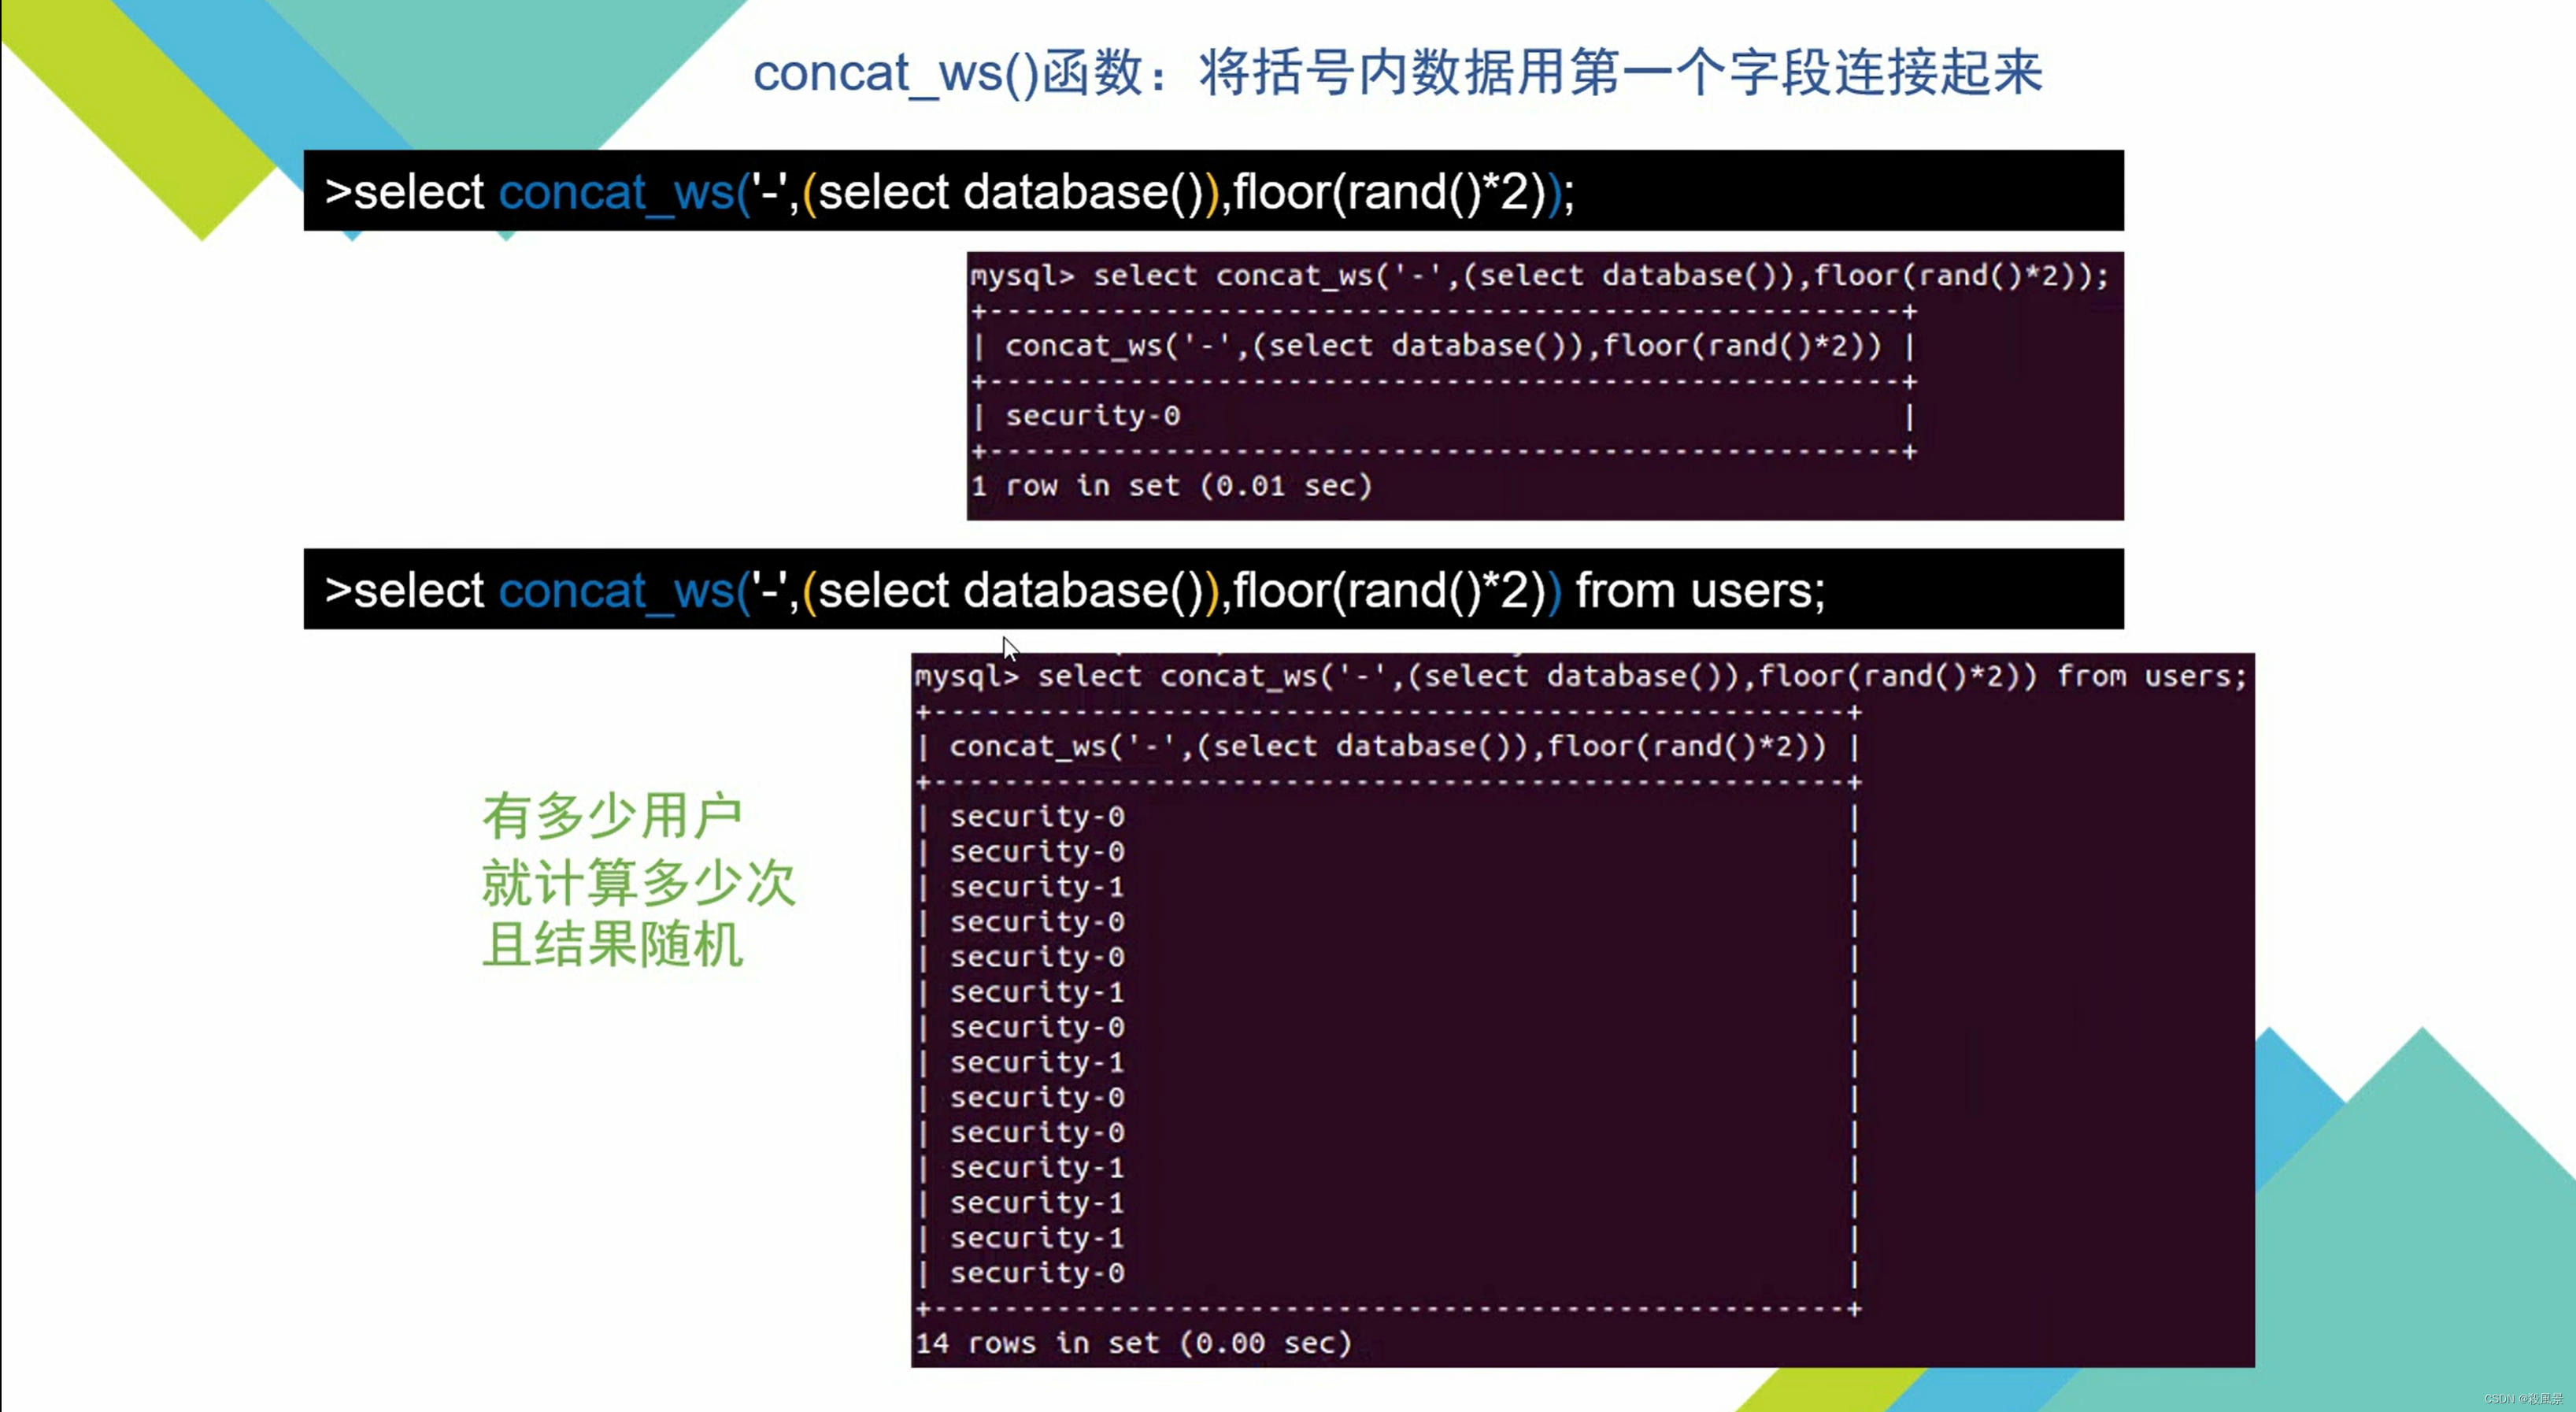 concat_ws()函数：将括号内数据用第一个字段连接起来
>select concat_ws('-',(select database()),floor(rand()*2));
mysql> select concat_ws('-',(select database()),floor(rand()*2));
+----------------------------------------------------+
| concat_ws('-',(select database()),floor(rand()*2)) |
+----------------------------------------------------+
| security-0 |
+----------------------------------------------------+
1 row in set (0.01 sec)
>select concat_ws('-',(select database()),floor(rand()*2)) from users;
mysql> select concat_ws('-',(select database()),floor(rand()*2)) from users;
+----------------------------------------------------+
| concat_ws('-',(select database()),floor(rand()*2)) |
+----------------------------------------------------+
| security-0 |
| security-0 |
| security-1 |
| security-0 |
| security-0 |
| security-1 |
| security-0 |
| security-1 |
| security-0 |
| security-0 |
| security-1 |
| security-1 |
| security-1 |
| security-0 |
+----------------------------------------------------+
14 rows in set (0.00 sec)
有多少用户
就计算多少次
且结果随机
CSDN @殺風景